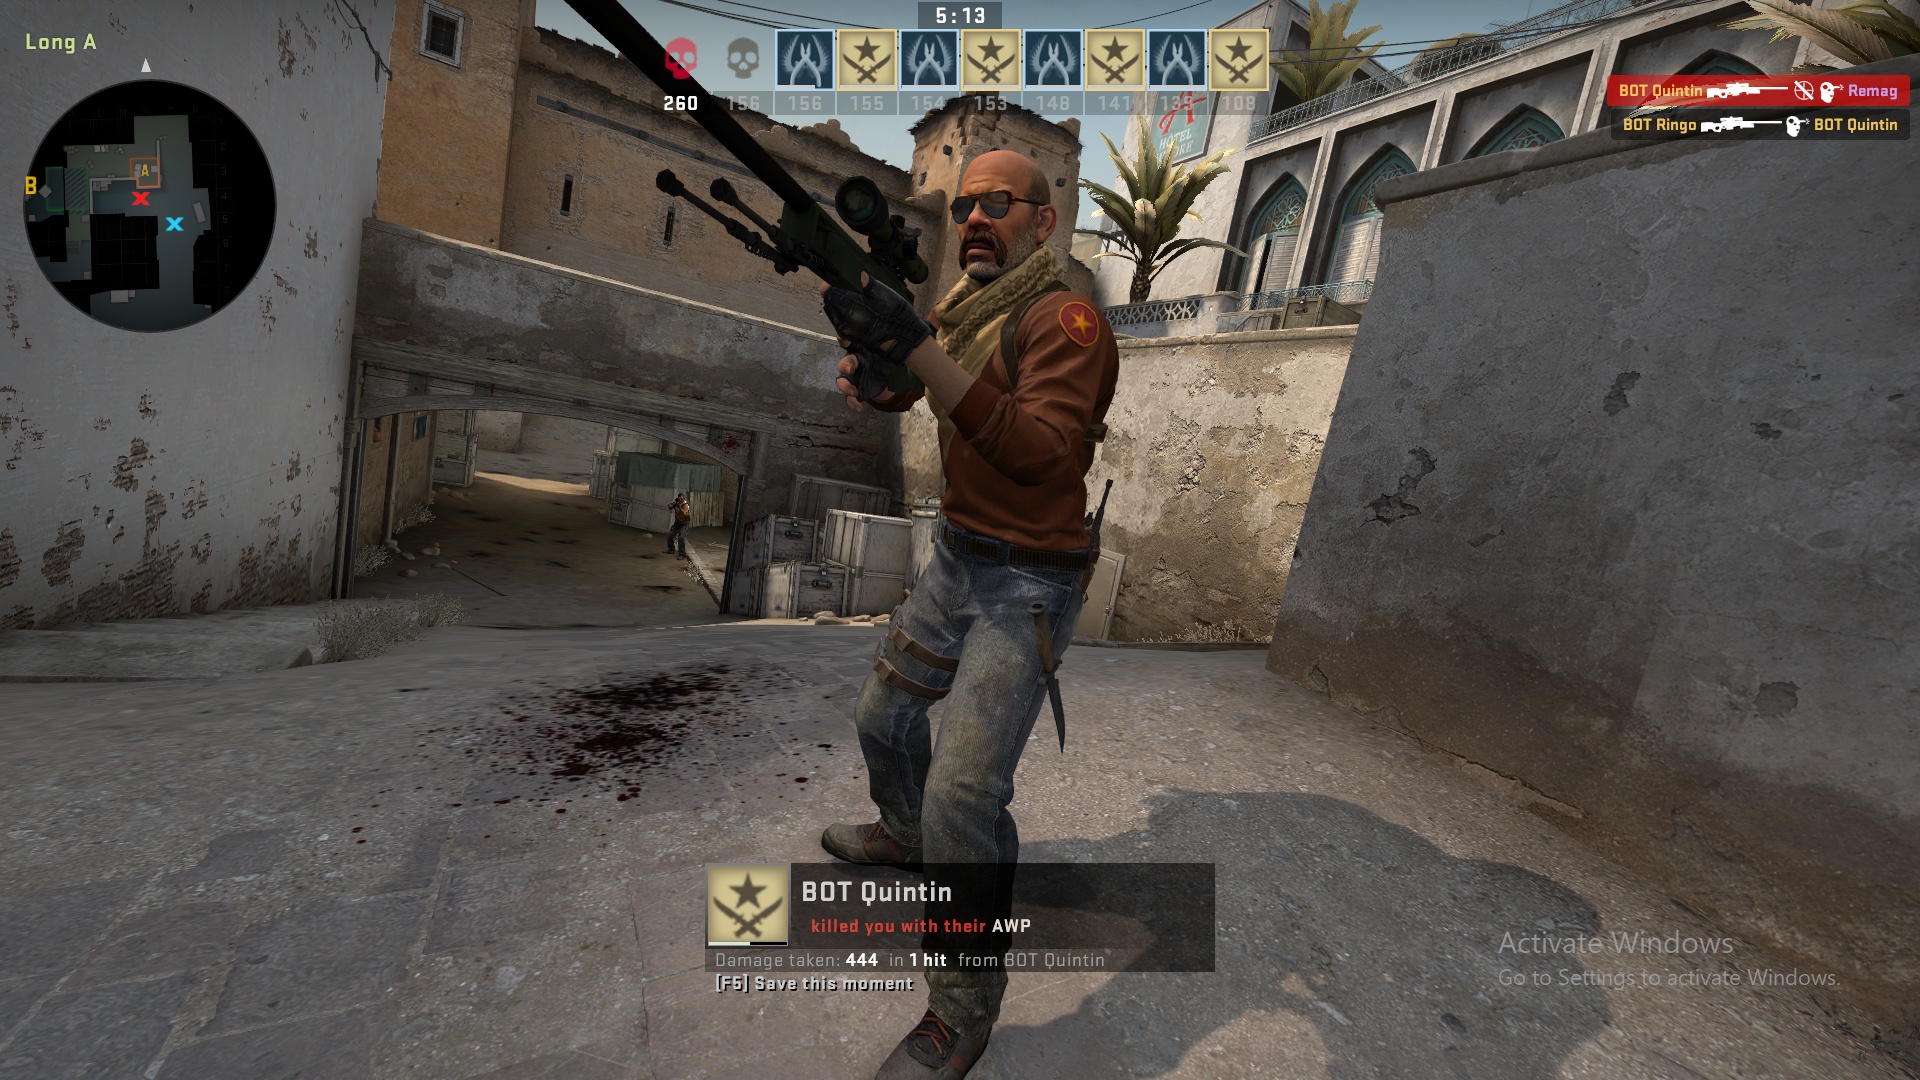 5:13
Long A
260 156 156 155 154 153 148 141 108
BOT Quintin Remag
BOT Ringo BOT Quintin
A
B
HOTEL
BOT Quintin
killed you with their AWP
Damage taken: 444 in 1 hit from BOT Quintin
[F5] Save this moment
Activate Windows
Go to Settings to activate Windows.